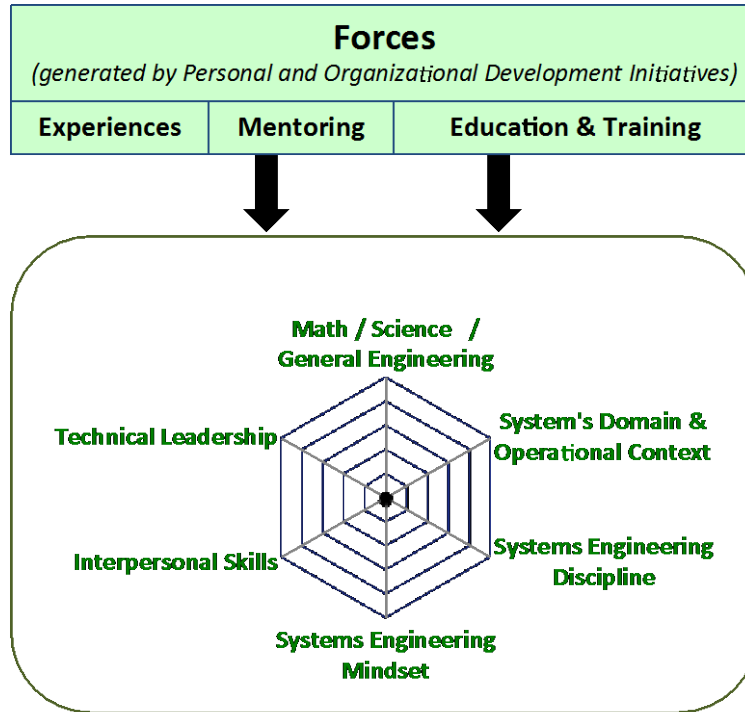 Forces
(generated by Personal and Organizational Development Initiatives)
Experiences
Mentoring
Education & Training
Math / Science /
General Engineering
System's Domain &
Operational Context
Technical Leadership
Systems Engineering
Discipline
Interpersonal Skills
Systems Engineering
Mindset